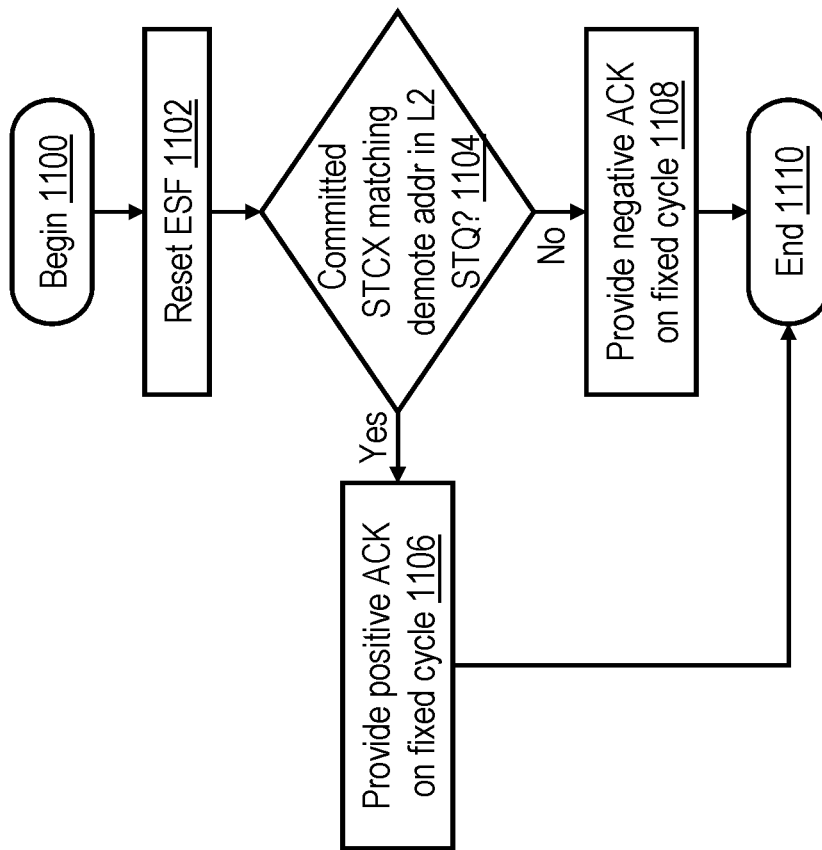 Begin 1100
Reset ESF 1102
Committed
STCX matching
demote addr in L2
STQ? 1104
Yes
No
Provide positive ACK
on fixed cycle 1106
Provide negative ACK
on fixed cycle 1108
End 1110